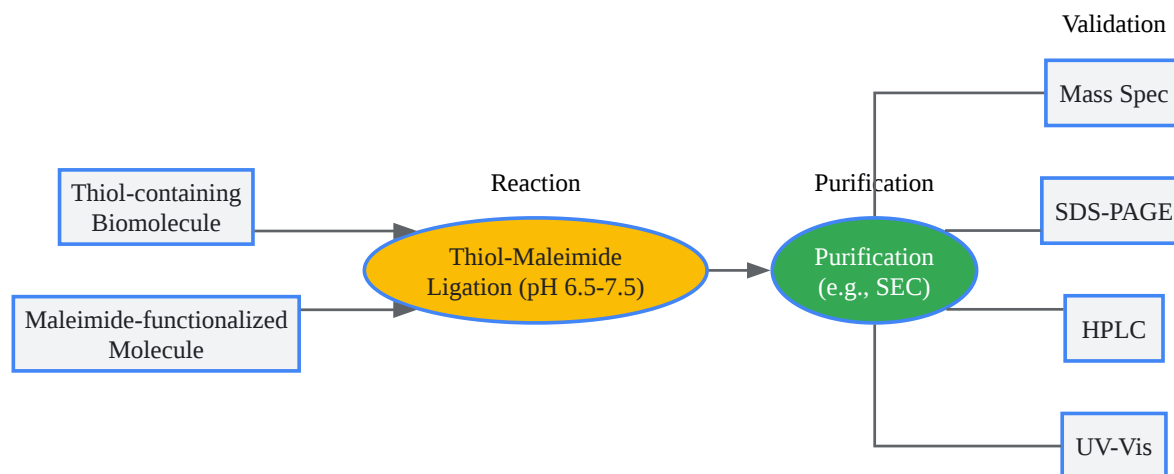 Validation
Mass Spec
Thiol-containing
Biomolecule
Reaction
Purification
SDS-PAGE
Thiol-Maleimide
Ligation (pH 6.5-7.5)
Purification
(e.g., SEC)
Maleimide-functionalized
Molecule
HPLC
UV-Vis